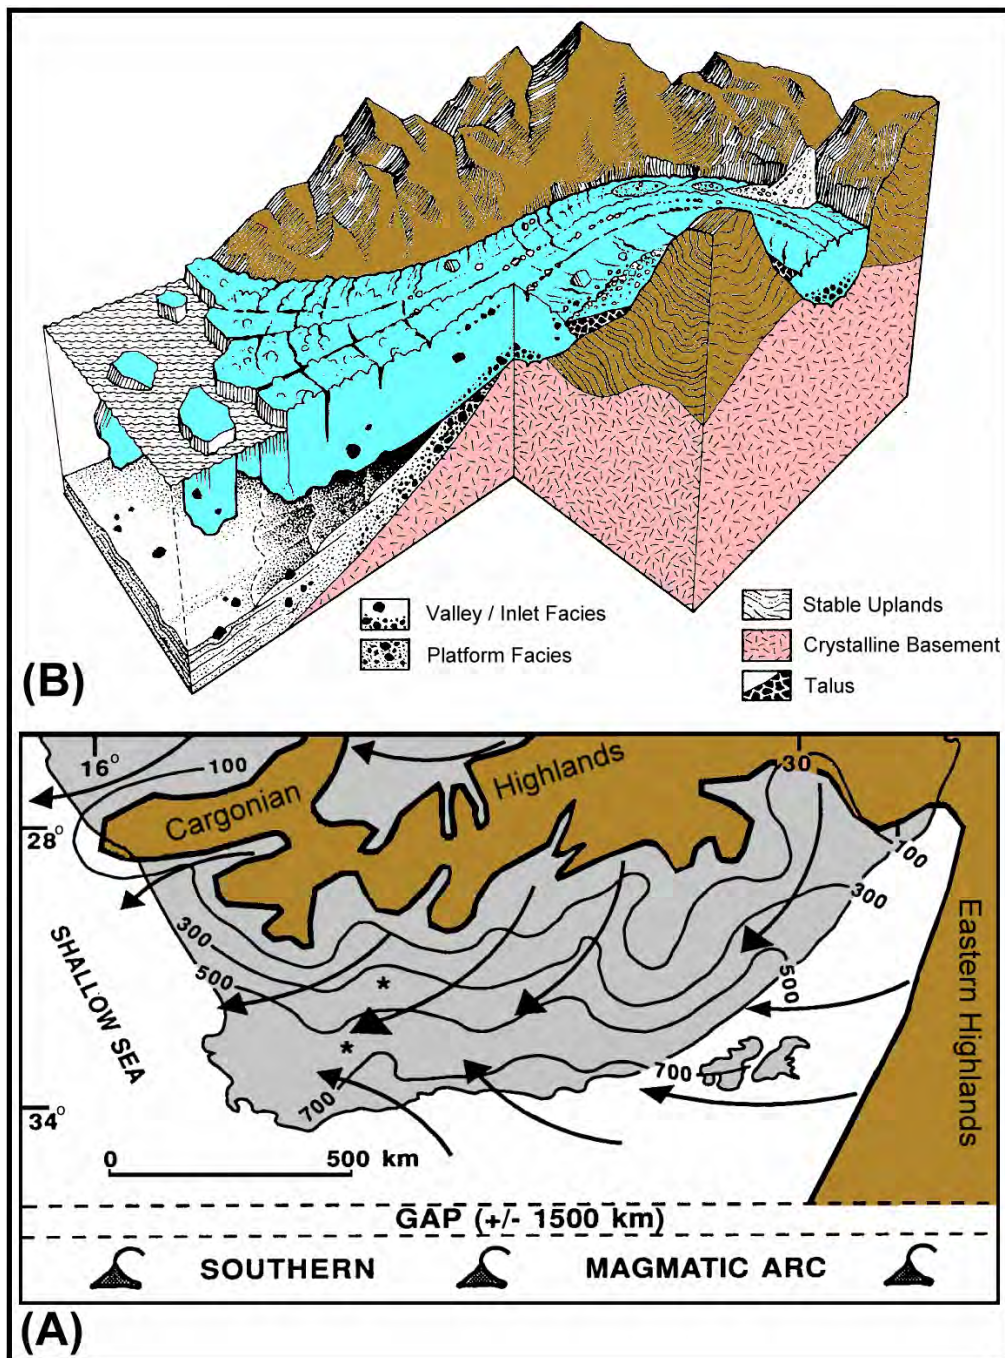 Valley / Inlet Facies
Platform Facies
Stable Uplands
Crystalline Basement
Talus
(B)
16°
100
Cargonian
Highlands
30
28°
100
300
500
SHALLOW SEA
300
500
*
*
700
700
Eastern Highlands
34°
0 500 km
GAP (+/- 1500 km)
SOUTHERN MAGMATIC ARC
(A)